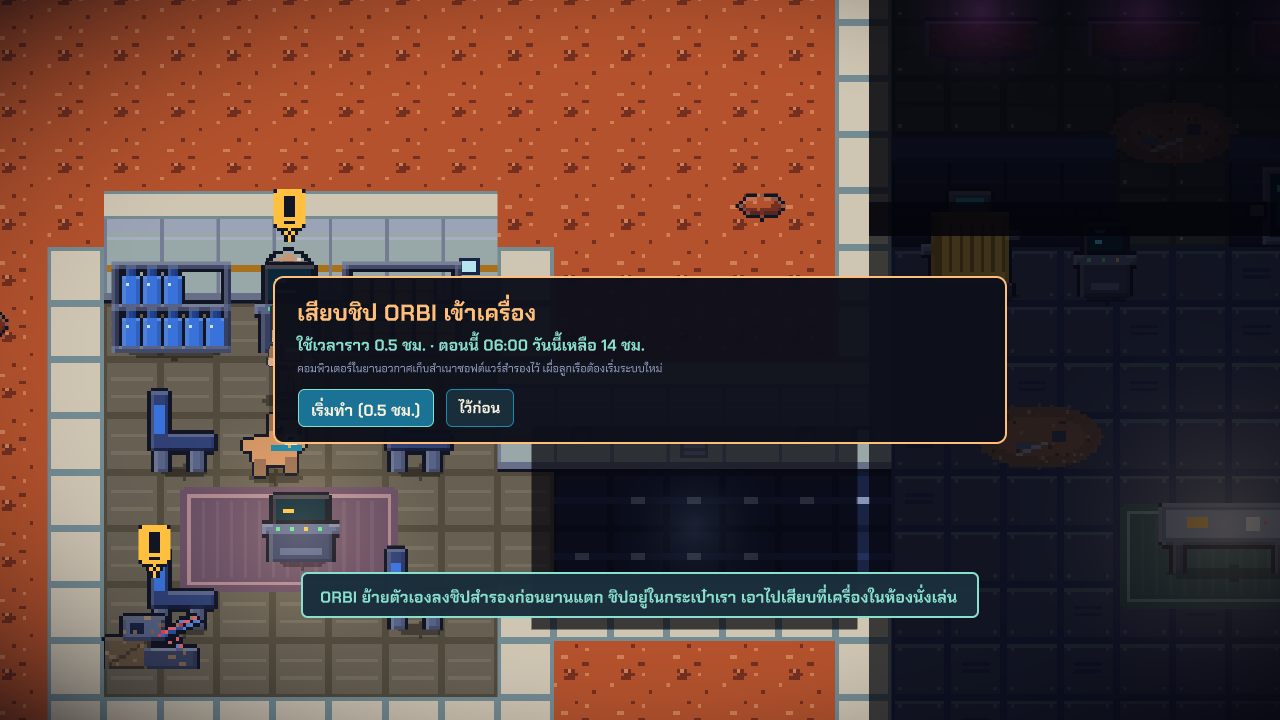 เสียบชิป ORBI เข้าเครื่อง
ใช้เวลาราว 0.5 ชม. · ตอนนี้ 06:00 วันนี้เหลือ 14 ชม.
คอมพิวเตอร์ในยานอวกาศเก็บสำเนาซอฟต์แวร์สำรองไว้ เผื่อลูกเรือต้องเริ่มระบบใหม่
เริ่มทำ (0.5 ชม.)
ไว้ก่อน
ORBI ย้ายตัวเองลงชิปสำรองก่อนยานแตก ชิปอยู่ในกระเป๋าเรา เอาไปเสียบที่เครื่องในห้องนั่งเล่น